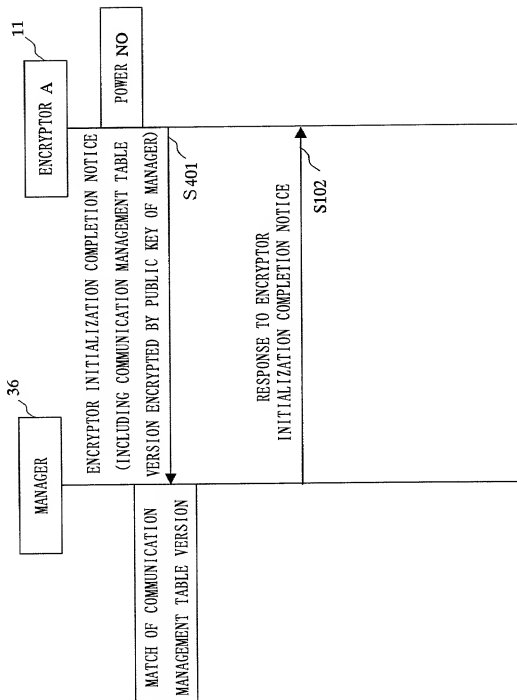 36
MANAGER
11
ENCRYPTOR A
POWER NO
ENCRYPTOR INITIALIZATION COMPLETION NOTICE
(INCLUDING COMMUNICATION MANAGEMENT TABLE
VERSION ENCRYPTED BY PUBLIC KEY OF MANAGER)
S401
MATCH OF COMMUNICATION
MANAGEMENT TABLE VERSION
RESPONSE TO ENCRYPTOR
INITIALIZATION COMPLETION NOTICE
S102